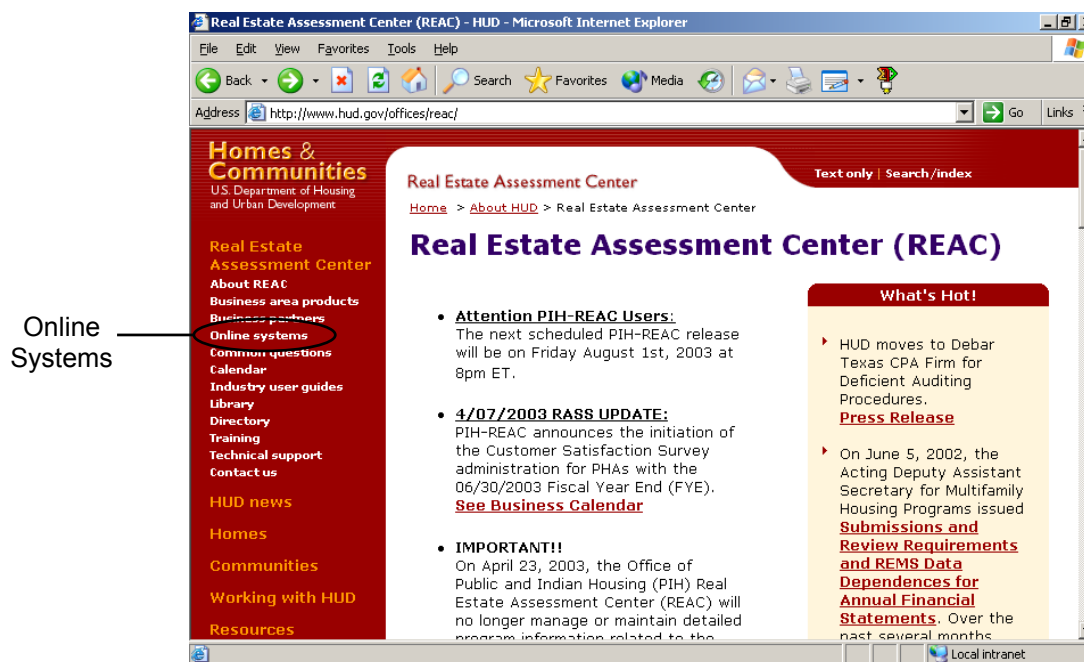 Real Estate Assessment Center (REAC) - HUD - Microsoft Internet Explorer
File Edit View Favorites Tools Help
Back Search Favorites Media
Address http://www.hud.gov/offices/reac/ Go Links
Homes &
Communities
U.S. Department of Housing
and Urban Development
Real Estate Assessment Center
Text only | Search/index
Home > About HUD > Real Estate Assessment Center
Real Estate
Assessment Center
About REAC
Business area products
Business partners
Online systems
Common questions
Calendar
Industry user guides
Library
Directory
Training
Technical support
Contact us
HUD news
Homes
Communities
Working with HUD
Resources
Online
Systems
Real Estate Assessment Center (REAC)
• Attention PIH-REAC Users:
The next scheduled PIH-REAC release
will be on Friday August 1st, 2003 at
8pm ET.
• 4/07/2003 RASS UPDATE:
PIH-REAC announces the initiation of
the Customer Satisfaction Survey
administration for PHAs with the
06/30/2003 Fiscal Year End (FYE).
See Business Calendar
• IMPORTANT!!
On April 23, 2003, the Office of
Public and Indian Housing (PIH) Real
Estate Assessment Center (REAC) will
no longer manage or maintain detailed
program information related to the
What's Hot!
HUD moves to Debar
Texas CPA Firm for
Deficient Auditing
Procedures.
Press Release
On June 5, 2002, the
Acting Deputy Assistant
Secretary for Multifamily
Housing Programs issued
Submissions and
Review Requirements
and REMS Data
Dependences for
Annual Financial
Statements. Over the
past several months
Local intranet